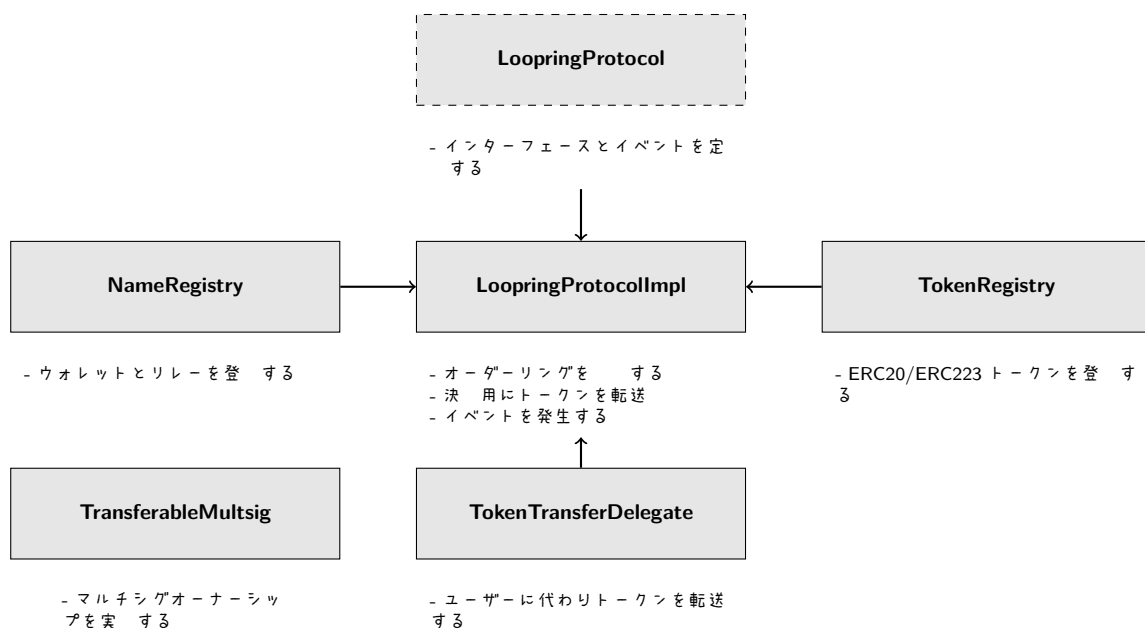 LoopringProtocol
- インターフェースとイベントを定
する
NameRegistry
LoopringProtocolImpl
TokenRegistry
- ウォレットとリレーを登 する
- オーダーリングを する
- 決 用にトークンを転送
- イベントを発生する
- ERC20/ERC223 トークンを登 す
る
TransferableMultsig
TokenTransferDelegate
- マルチシグオーナーシッ
プを実 する
- ユーザーに代わりトークンを転送
する